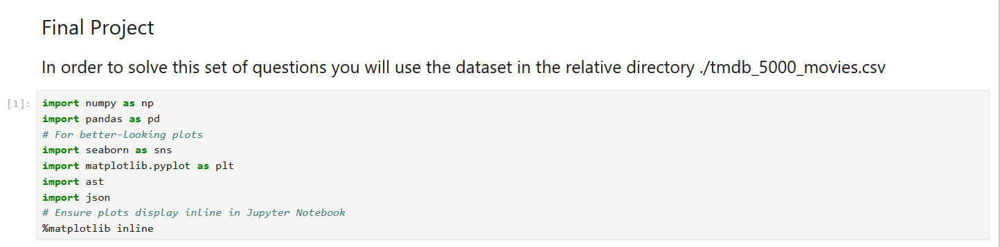 Final Project
In order to solve this set of questions you will use the dataset in the relative directory ./tmdb_5000_movies.csv
[1]:
import numpy as np
import pandas as pd
# For better-looking plots
import seaborn as sns
import matplotlib.pyplot as plt
import ast
import json
# Ensure plots display inline in Jupyter Notebook
%matplotlib inline